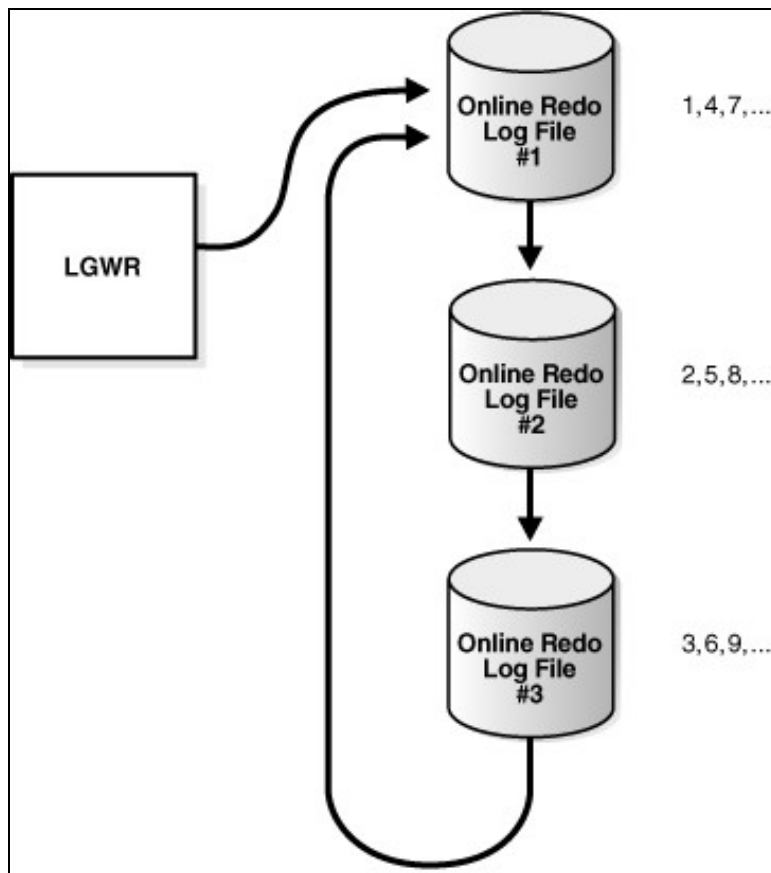 Online Redo
Log File
#1
1,4,7,...
LGWR
Online Redo
Log File
#2
2,5,8,...
Online Redo
Log File
#3
3,6,9,...